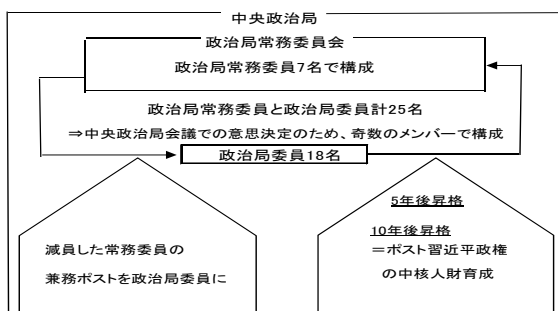 中央政治局
政治局常務委員会
政治局常務委員7名で構成
政治局常務委員と政治局委員計25名
⇒中央政治局会議での意思決定のため、奇数のメンバーで構成
政治局委員18名
減員した常務委員の
兼務ポストを政治局委員に
5年後昇格
10年後昇格
=ポスト習近平政権
の中核人財育成